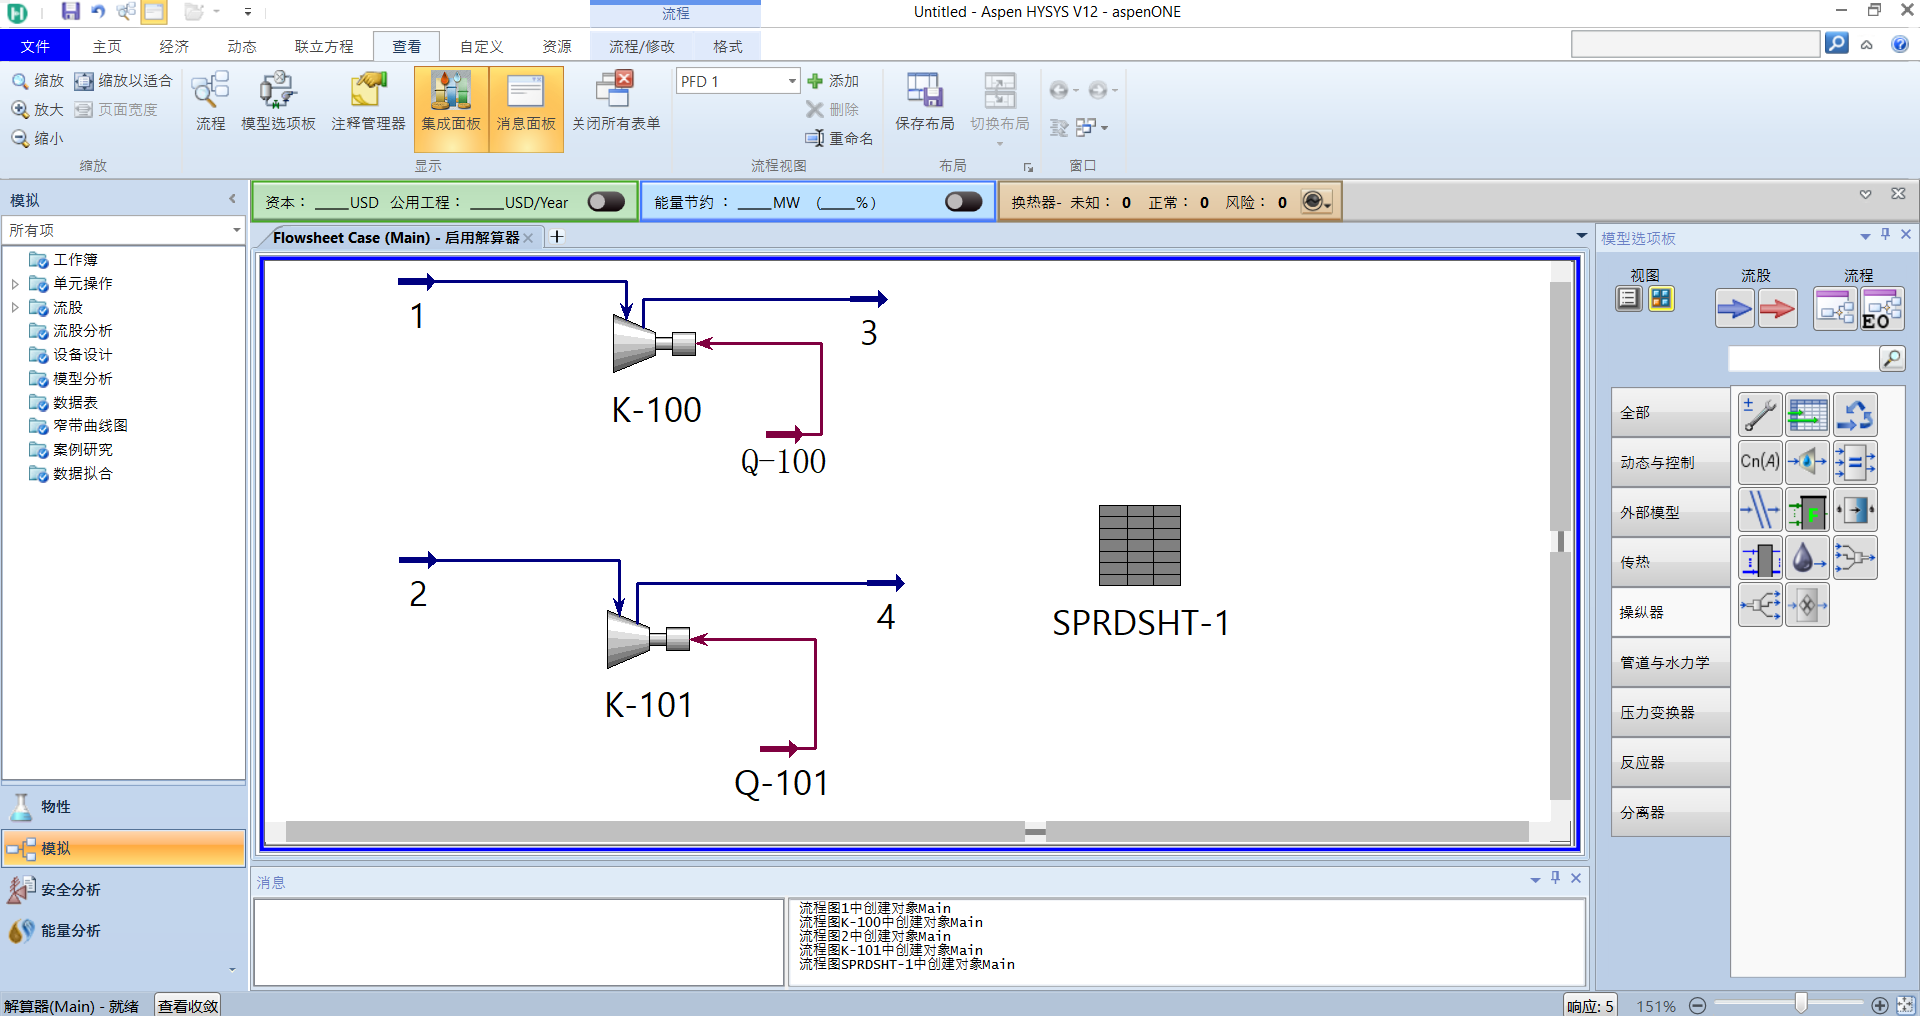 流程
Untitled - Aspen HYSYS V12 - aspenONE
文件 主页 经济 动态 联立方程 查看 自定义 资源 流程/修改 格式
缩放 缩放以适合
放大 页面宽度
缩小
缩放
流程 模型选项板 注释管理器 集成面板 消息面板 关闭所有表单
显示
PFD 1 添加
删除
重命名
流程视图
保存布局 切换布局
布局
窗口
模拟
所有项
工作簿
单元操作
流股
流股分析
设备设计
模型分析
数据表
窄带曲线图
案例研究
数据拟合
物性
模拟
安全分析
能量分析
资本： ____USD 公用工程： ____USD/Year
能量节约： ____MW (____%)
换热器- 未知： 0 正常： 0 风险： 0
Flowsheet Case (Main) - 启用解算器
1
3
K-100
Q-100
2
4
K-101
Q-101
SPRDSHT-1
消息
流程图1中创建对象Main
流程图K-100中创建对象Main
流程图2中创建对象Main
流程图K-101中创建对象Main
流程图SPRDSHT-1中创建对象Main
模型选项板
视图 流股 流程
EO
全部
动态与控制
外部模型
传热
操纵器
管道与水力学
压力变换器
反应器
分离器
Cn(A)
F
解算器(Main) - 就绪 查看收敛
响应: 5 151%